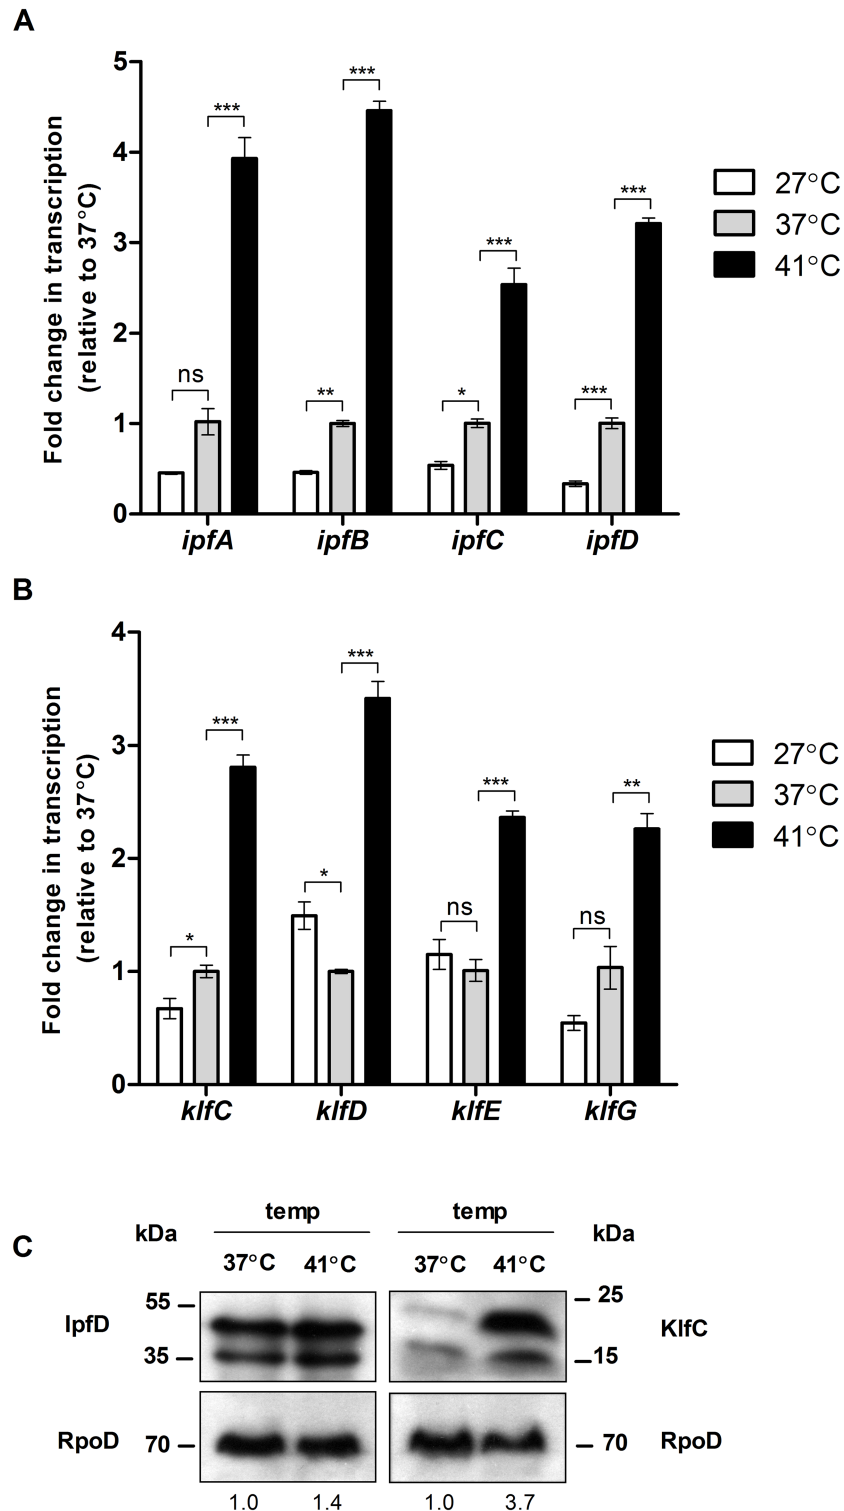 A
Fold change in transcription
(relative to 37°C)
5
4
3
2
1
0
***
***
***
***
ns
**
*
***
27°C
37°C
41°C
ipfA ipfB ipfC ipfD
B
Fold change in transcription
(relative to 37°C)
4
3
2
1
0
***
***
***
**
*
*
ns
ns
27°C
37°C
41°C
klfC klfD klfE klfG
C
temp temp
kDa kDa
37°C 41°C 37°C 41°C
55 25
IpfD KlfC
35 15
RpoD 70 70 RpoD
1.0 1.4 1.0 3.7